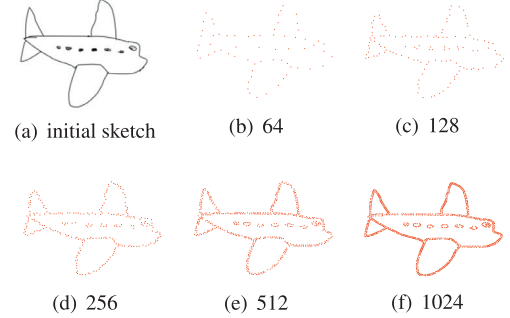 (a) initial sketch
(b) 64
(c) 128
(d) 256
(e) 512
(f) 1024